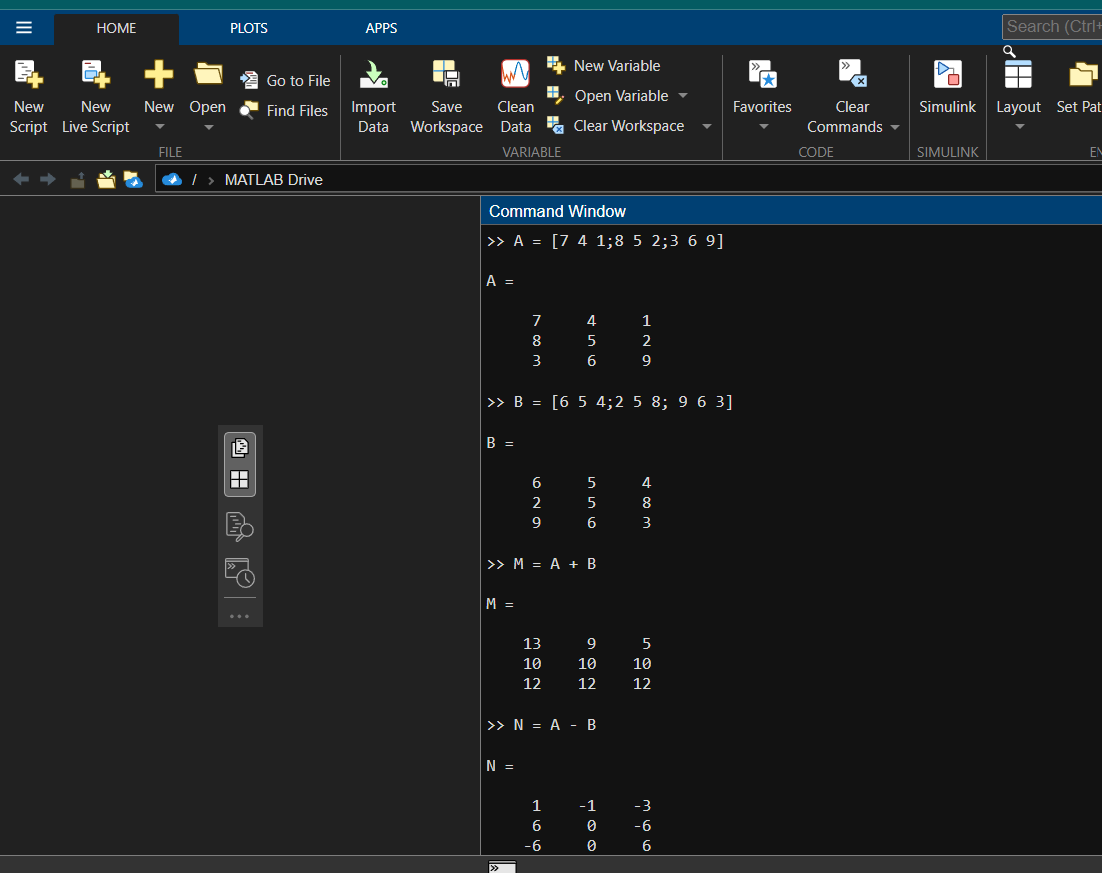 HOME PLOTS APPS
Search (Ctrl+
New Script
New Live Script
New
Open
Go to File
Find Files
FILE
Import Data
Save Workspace
Clean Data
New Variable
Open Variable
Clear Workspace
VARIABLE
Favorites
Clear Commands
CODE
Simulink
SIMULINK
Layout
Set Pat
EN
/ > MATLAB Drive
Command Window
>> A = [7 4 1;8 5 2;3 6 9]
A =
7 4 1
8 5 2
3 6 9
>> B = [6 5 4;2 5 8; 9 6 3]
B =
6 5 4
2 5 8
9 6 3
>> M = A + B
M =
13 9 5
10 10 10
12 12 12
>> N = A - B
N =
1 -1 -3
6 0 -6
-6 0 6